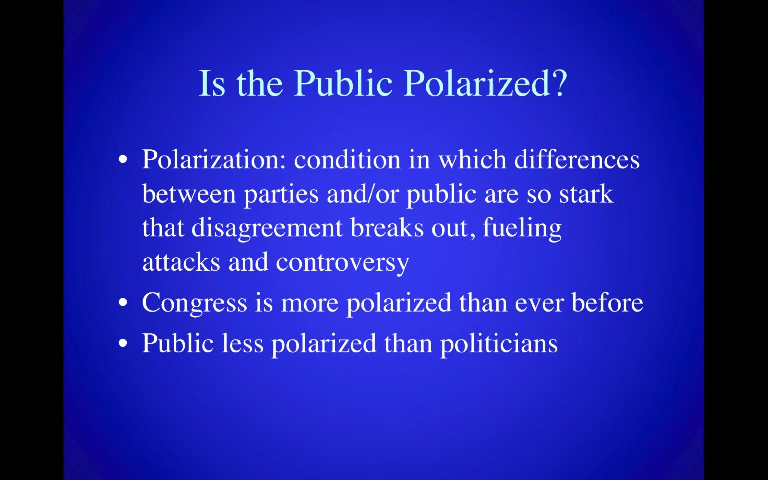 Is the Public Polarized?
• Polarization: condition in which differences
between parties and/or public are so stark
that disagreement breaks out, fueling
attacks and controversy
• Congress is more polarized than ever before
• Public less polarized than politicians